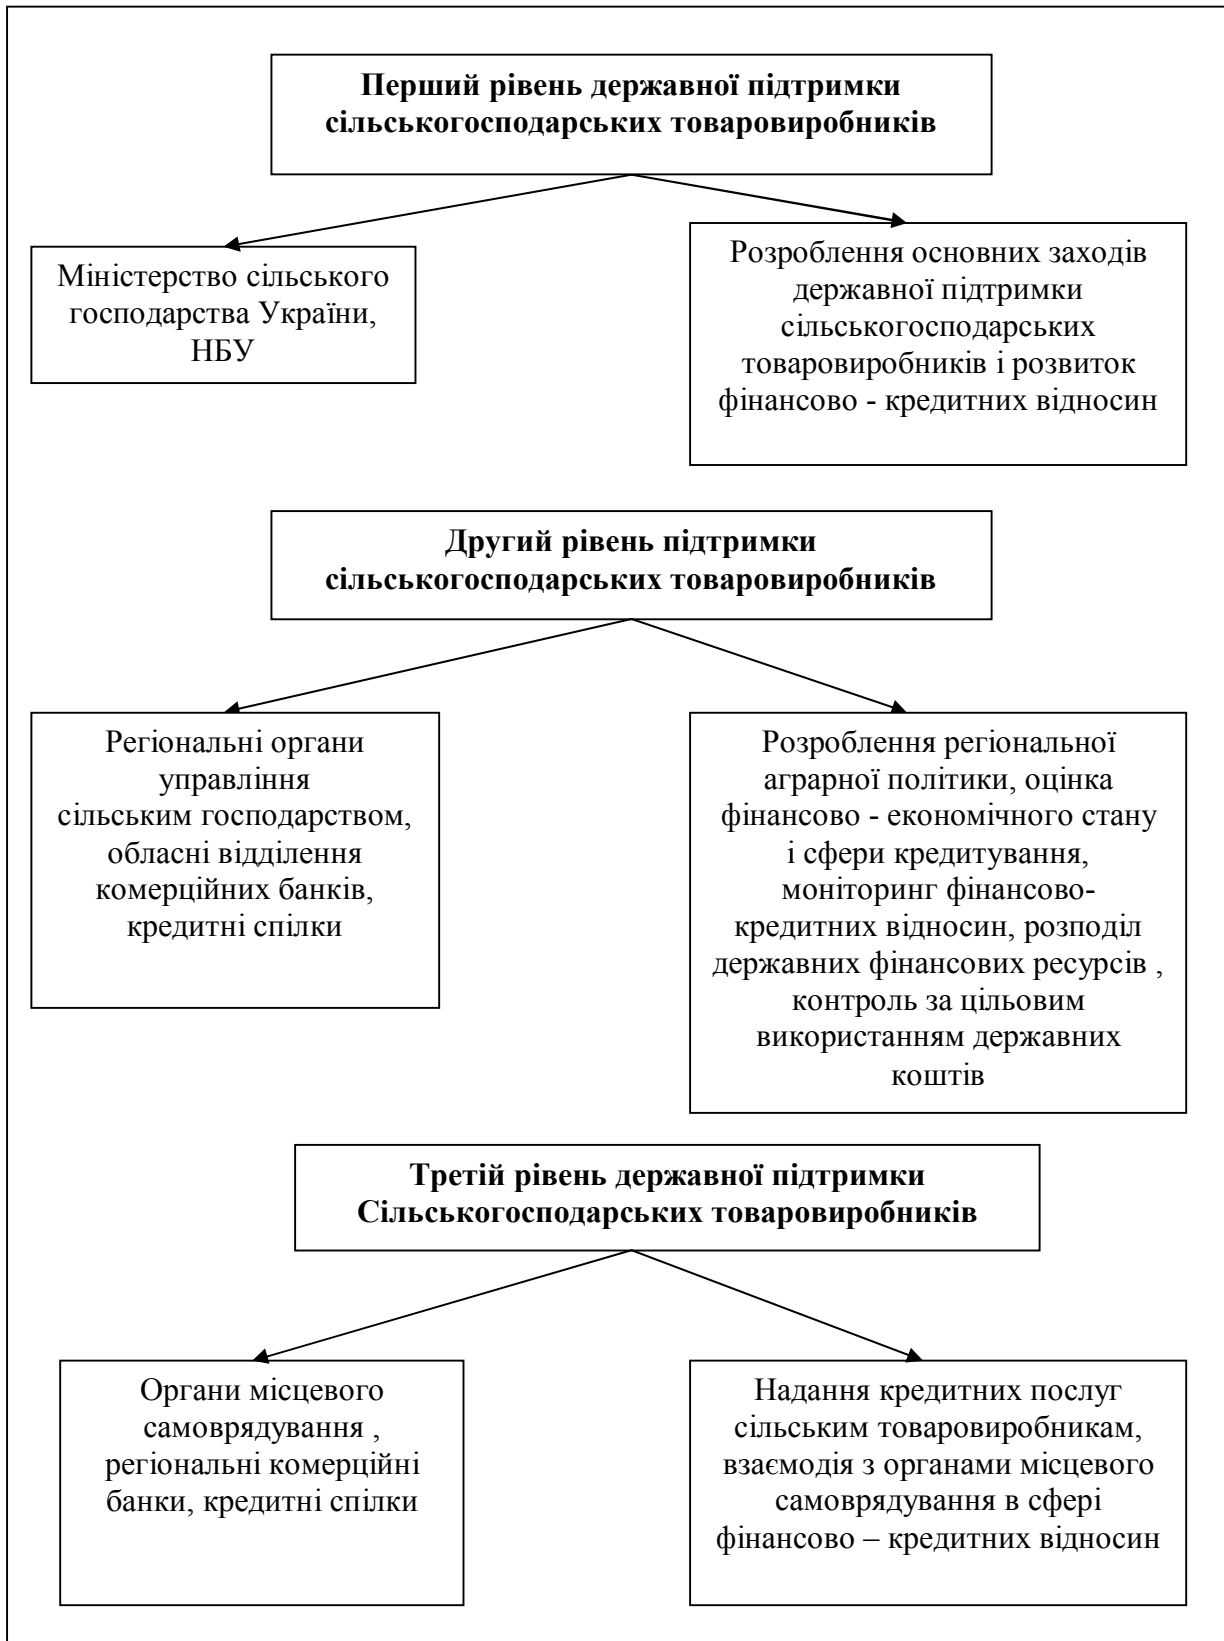 Перший рівень державної підтримки
сільськогосподарських товаровиробників
Міністерство сільського
господарства України,
НБУ
Розроблення основних заходів
державної підтримки
сільськогосподарських
товаровиробників і розвиток
фінансово - кредитних відносин
Другий рівень підтримки
сільськогосподарських товаровиробників
Регіональні органи
управління
сільським господарством,
обласні відділення
комерційних банків,
кредитні спілки
Розроблення регіональної
аграрної політики, оцінка
фінансово - економічного стану
і сфери кредитування,
моніторинг фінансово-
кредитних відносин, розподіл
державних фінансових ресурсів ,
контроль за цільовим
використанням державних
коштів
Третій рівень державної підтримки
Сільськогосподарських товаровиробників
Органи місцевого
самоврядування ,
регіональні комерційні
банки, кредитні спілки
Надання кредитних послуг
сільським товаровиробникам,
взаємодія з органами місцевого
самоврядування в сфері
фінансово – кредитних відносин